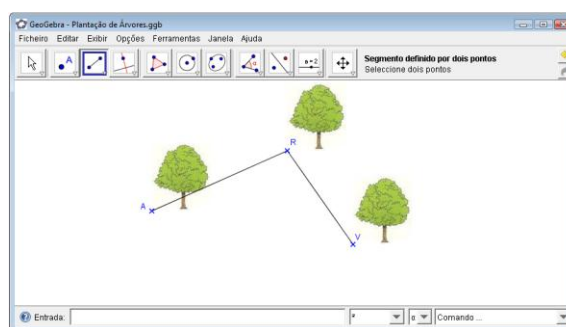 GeoGebra - Plantação de Árvores.ggb
Ficheiro Editar Exibir Opções Ferramentas Janela Ajuda
A
a=2
Segmento definido por dois pontos
Seleccione dois pontos
R
A
V
Entrada:
Comando ...